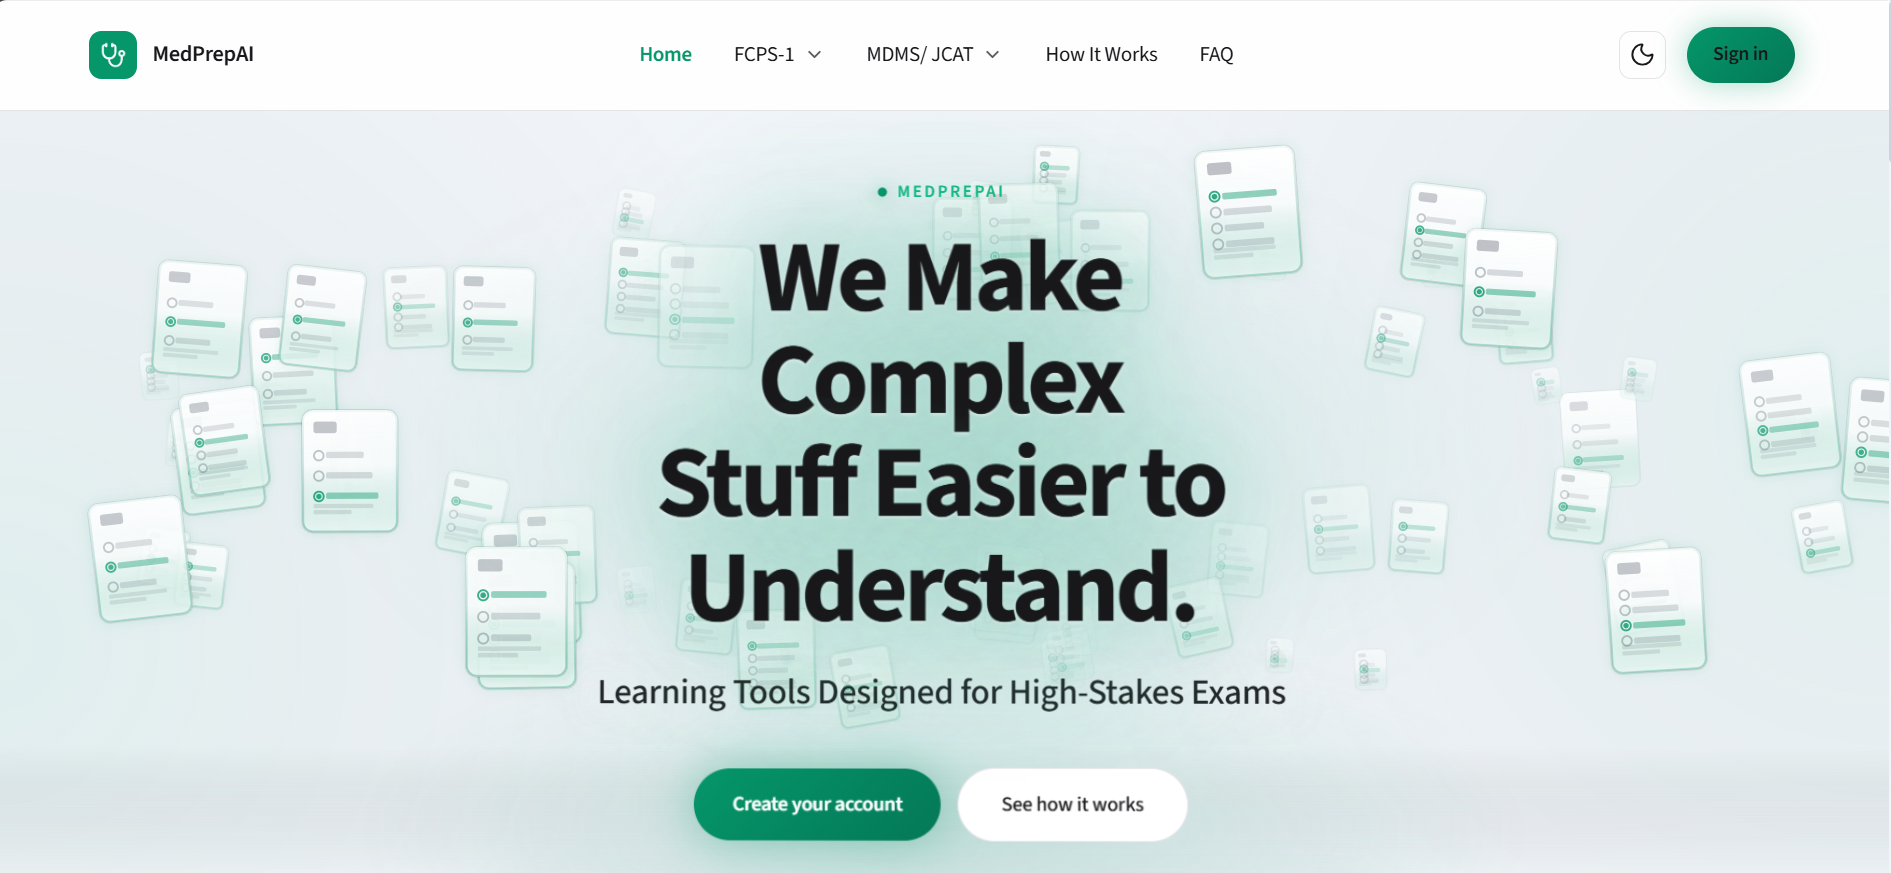 MedPrepAI
Home
FCPS-1
MDMS/ JCAT
How It Works
FAQ
Sign in
MEDPREPAI
We Make
Complex
Stuff Easier to
Understand.
Learning Tools Designed for High-Stakes Exams
Create your account
See how it works